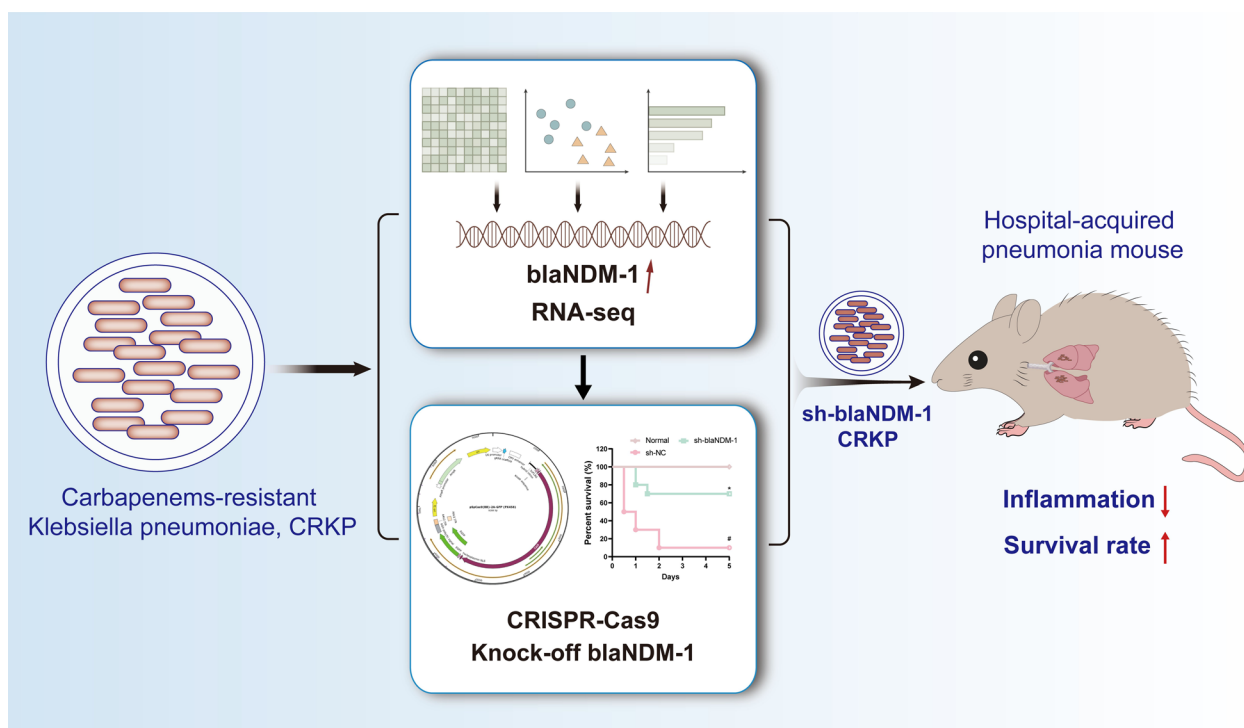 Carbapenems-resistant
Klebsiella pneumoniae, CRKP
blaNDM-1
RNA-seq
Normal
sh-blaNDM-1
sh-NC
Percent survival (%)
120
100
80
60
40
20
0
0
1
2
3
4
5
Days
*
#
CRISPR-Cas9
Knock-off blaNDM-1
sh-blaNDM-1
CRKP
Hospital-acquired
pneumonia mouse
Inflammation
Survival rate